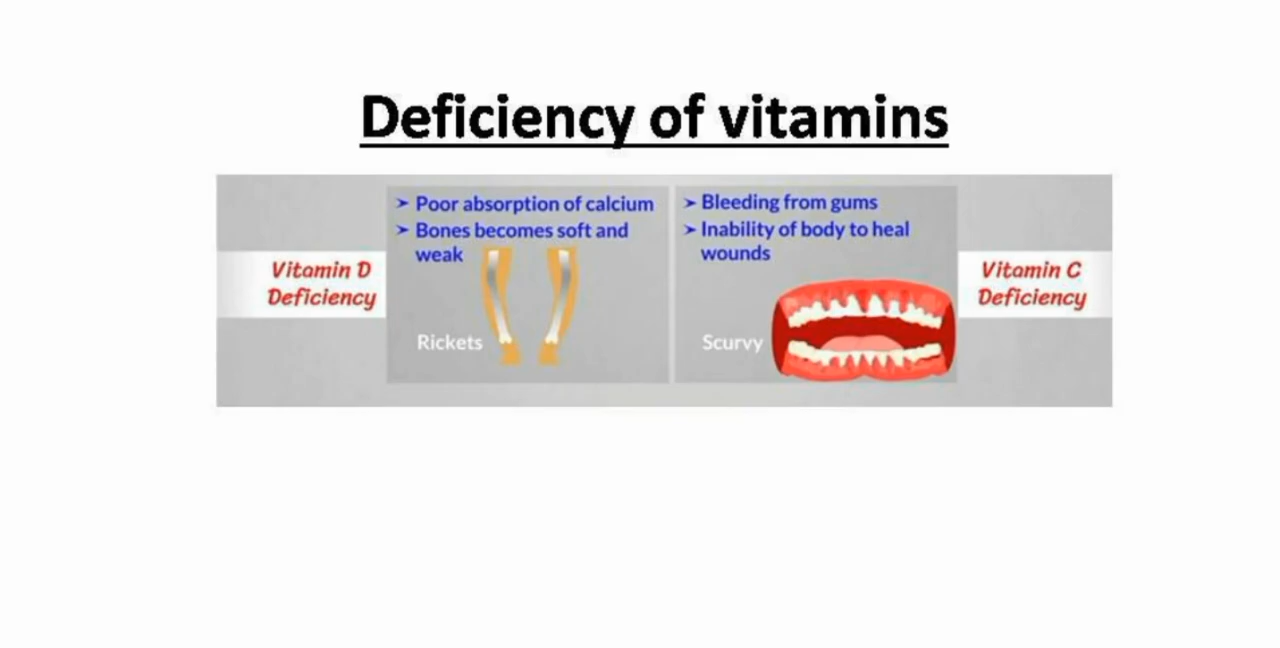 Deficiency of vitamins
Vitamin D
Deficiency
➢ Poor absorption of calcium
➢ Bones becomes soft and
weak
Rickets
➢ Bleeding from gums
➢ Inability of body to heal
wounds
Scurvy
Vitamin C
Deficiency